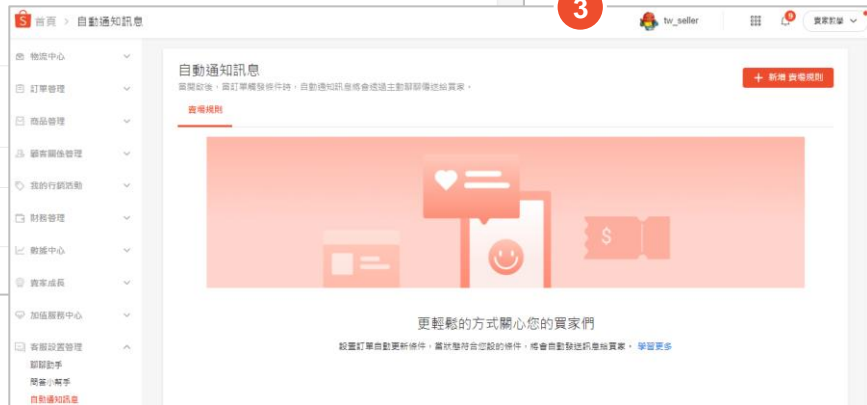 3
首頁 > 自動通知訊息
tw_seller
9
賣家教學
物流中心
訂單管理
商品管理
顧客關係管理
我的行銷活動
財務管理
數據中心
賣家成長
加值服務中心
客服設置管理
聊聊助手
問答小幫手
自動通知訊息
自動通知訊息
當開啟後，當訂單觸發條件時，自動通知訊息將會透過主動聊聊傳送給買家。
+ 新增 賣場規則
賣場規則
$
更輕鬆的方式關心您的買家們
設置訂單自動更新條件，當狀態符合您設的條件，將會自動發送訊息給買家。 學習更多